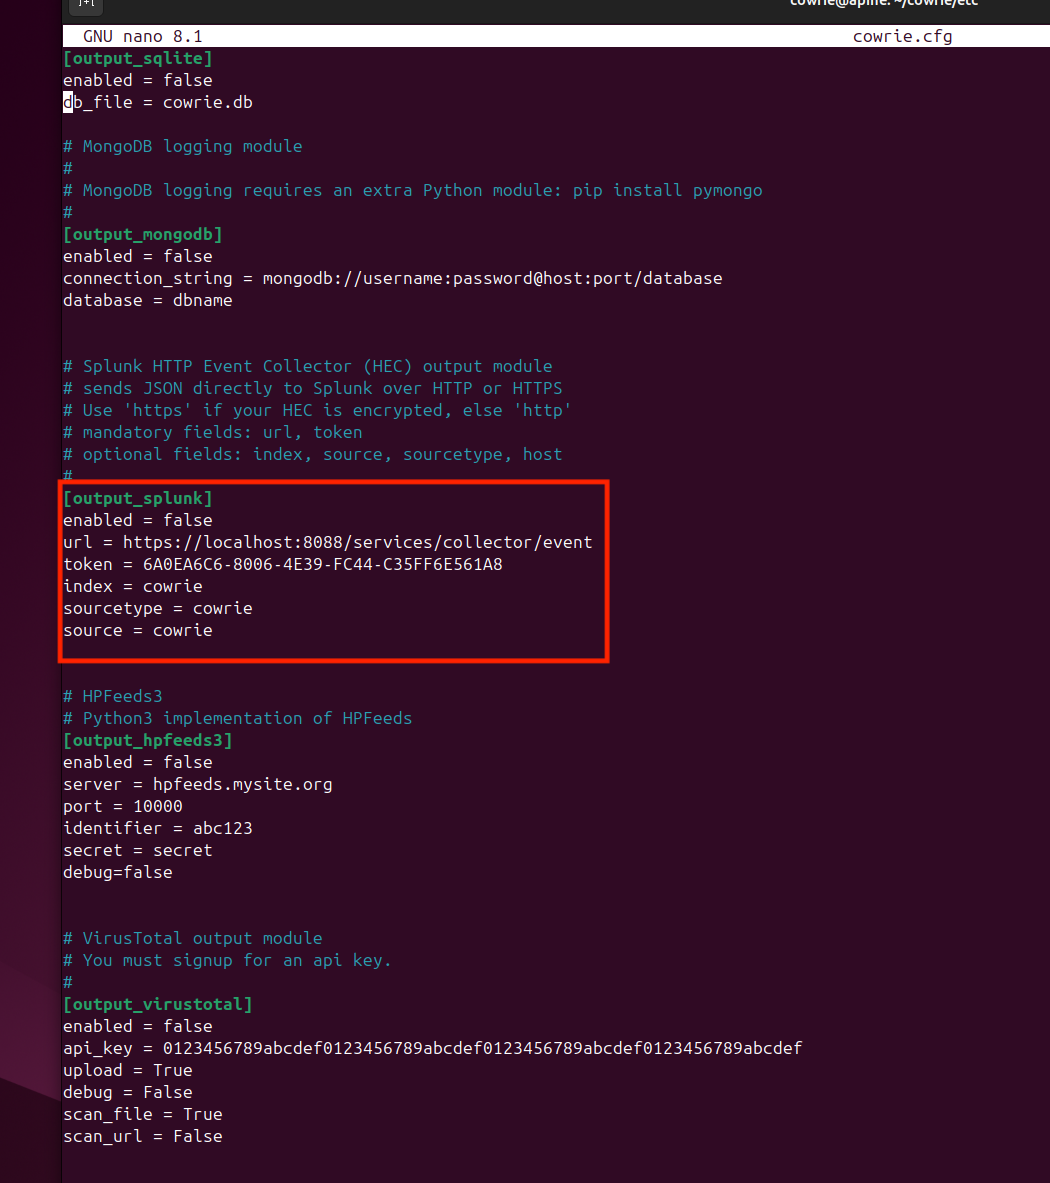 cowrie@apine: ~/cowrie/etc
GNU nano 8.1 cowrie.cfg
[output_sqlite]
enabled = false
db_file = cowrie.db
# MongoDB logging module
#
# MongoDB logging requires an extra Python module: pip install pymongo
#
[output_mongodb]
enabled = false
connection_string = mongodb://username:password@host:port/database
database = dbname
# Splunk HTTP Event Collector (HEC) output module
# sends JSON directly to Splunk over HTTP or HTTPS
# Use 'https' if your HEC is encrypted, else 'http'
# mandatory fields: url, token
# optional fields: index, source, sourcetype, host
#
[output_splunk]
enabled = false
url = https://localhost:8088/services/collector/event
token = 6A0EA6C6-8006-4E39-FC44-C35FF6E561A8
index = cowrie
sourcetype = cowrie
source = cowrie
# HPFeeds3
# Python3 implementation of HPFeeds
[output_hpfeeds3]
enabled = false
server = hpfeeds.mysite.org
port = 10000
identifier = abc123
secret = secret
debug=false
# VirusTotal output module
# You must signup for an api key.
#
[output_virustotal]
enabled = false
api_key = 0123456789abcdef0123456789abcdef0123456789abcdef0123456789abcdef
upload = True
debug = False
scan_file = True
scan_url = False